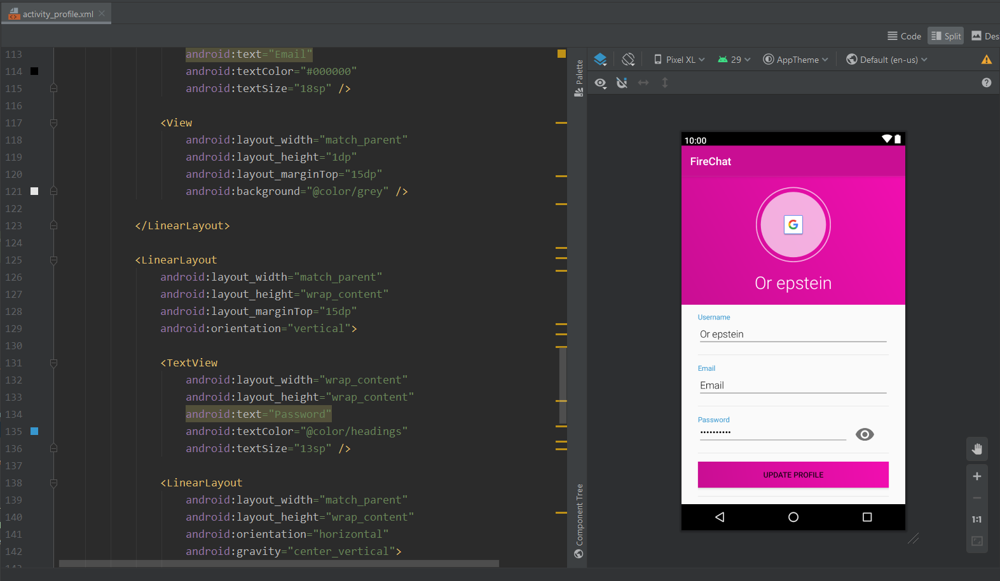 activity_profile.xml
Code Split Des
113 android:text="Email"
114 android:textColor="#000000"
115 android:textSize="18sp" />
116
117 <View
118 android:layout_width="match_parent"
119 android:layout_height="1dp"
120 android:layout_marginTop="15dp"
121 android:background="@color/grey" />
122
123 </LinearLayout>
124
125 <LinearLayout
126 android:layout_width="match_parent"
127 android:layout_height="wrap_content"
128 android:layout_marginTop="15dp"
129 android:orientation="vertical">
130
131 <TextView
132 android:layout_width="wrap_content"
133 android:layout_height="wrap_content"
134 android:text="Password"
135 android:textColor="@color/headings"
136 android:textSize="13sp" />
137
138 <LinearLayout
139 android:layout_width="match_parent"
140 android:layout_height="wrap_content"
141 android:orientation="horizontal"
142 android:gravity="center_vertical">
Palette
Component Tree
Pixel XL 29 AppTheme Default (en-us)
10:00
FireChat
G
Or epstein
Username
Or epstein
Email
Email
Password
••••••••••
UPDATE PROFILE
1:1